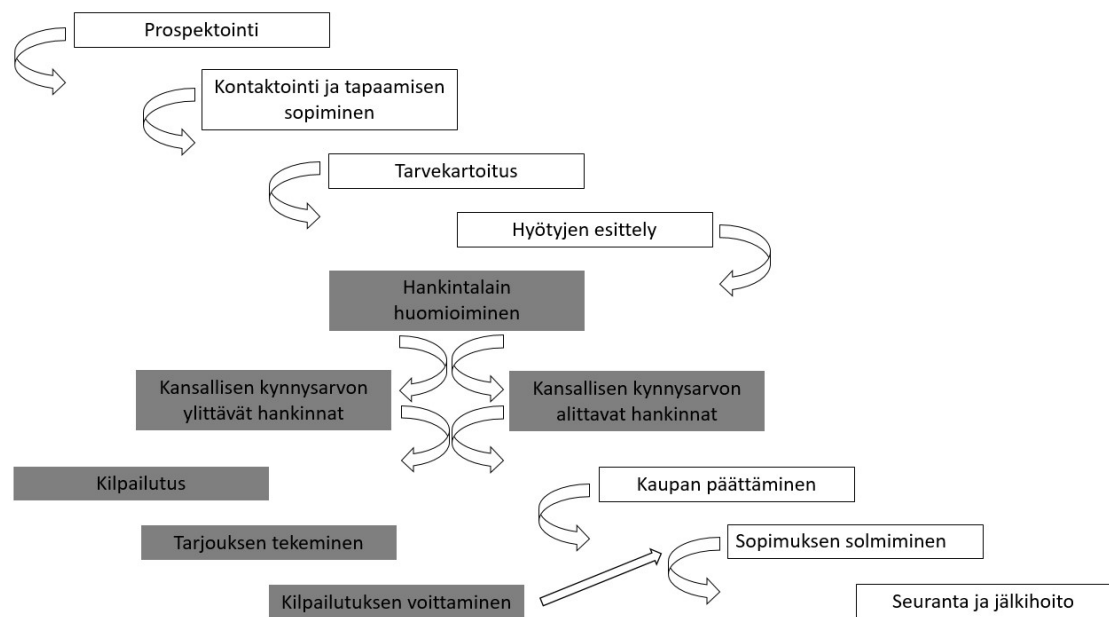 Prospektointi
Kontaktointi ja tapaamisen
sopiminen
Tarvekartoitus
Hyötyjen esittely
Hankintalain
huomioiminen
Kansallisen kynnysarvon
ylittävät hankinnat
Kansallisen kynnysarvon
alittavat hankinnat
Kilpailutus
Kaupan päättäminen
Tarjouksen tekeminen
Sopimuksen solmiminen
Kilpailutuksen voittaminen
Seuranta ja jälkihoito